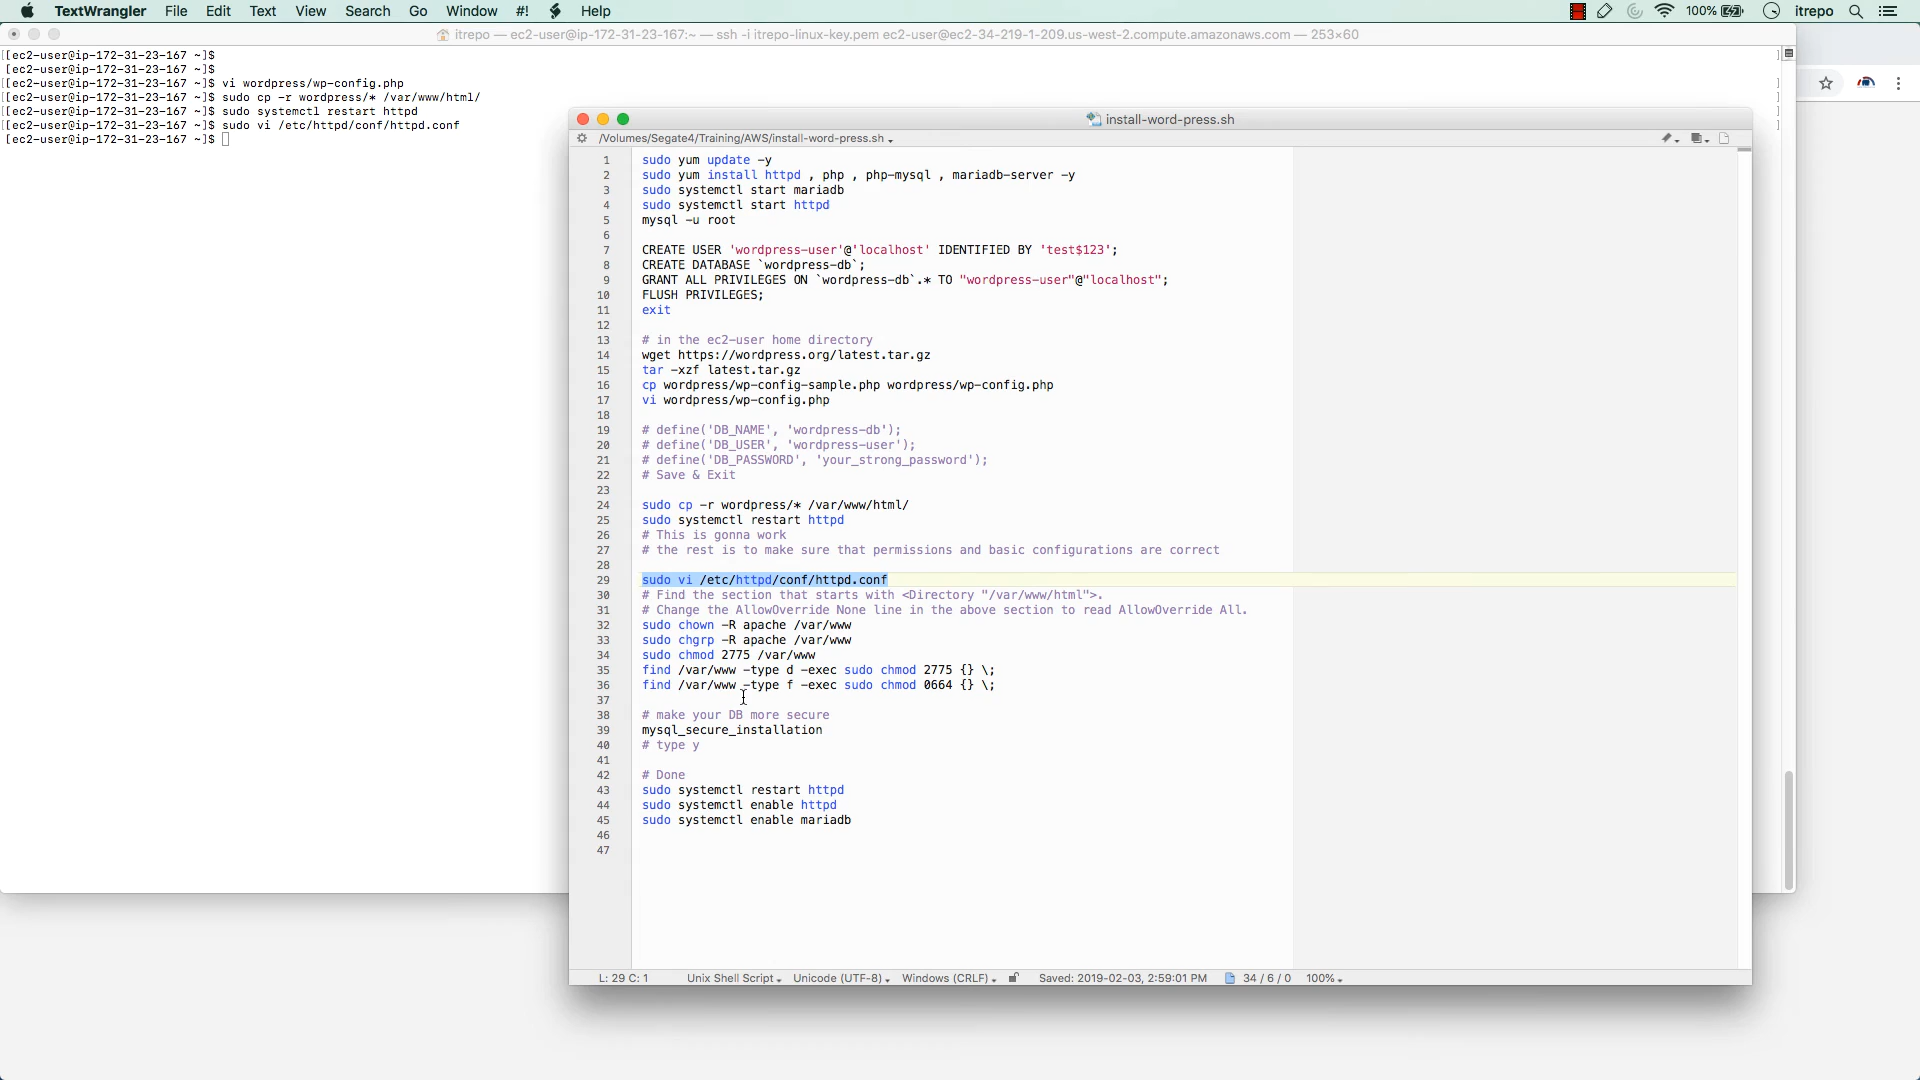 TextWrangler File Edit Text View Search Go Window #! Help 100% itrepo
itrepo — ec2-user@ip-172-31-23-167:~ — ssh -i itrepo-linux-key.pem ec2-user@ec2-34-219-1-209.us-west-2.compute.amazonaws.com — 253×60
[[ec2-user@ip-172-31-23-167 ~]$ ]
[ec2-user@ip-172-31-23-167 ~]$
[[ec2-user@ip-172-31-23-167 ~]$ vi wordpress/wp-config.php ]
[[ec2-user@ip-172-31-23-167 ~]$ sudo cp -r wordpress/* /var/www/html/ ]
[[ec2-user@ip-172-31-23-167 ~]$ sudo systemctl restart httpd ]
[[ec2-user@ip-172-31-23-167 ~]$ sudo vi /etc/httpd/conf/httpd.conf ]
[ec2-user@ip-172-31-23-167 ~]$
install-word-press.sh
/Volumes/Segate4/Training/AWS/install-word-press.sh
1 sudo yum update -y
2 sudo yum install httpd , php , php-mysql , mariadb-server -y
3 sudo systemctl start mariadb
4 sudo systemctl start httpd
5 mysql -u root
6
7 CREATE USER 'wordpress-user'@'localhost' IDENTIFIED BY 'test$123';
8 CREATE DATABASE `wordpress-db`;
9 GRANT ALL PRIVILEGES ON `wordpress-db`.* TO "wordpress-user"@"localhost";
10 FLUSH PRIVILEGES;
11 exit
12
13 # in the ec2-user home directory
14 wget https://wordpress.org/latest.tar.gz
15 tar -xzf latest.tar.gz
16 cp wordpress/wp-config-sample.php wordpress/wp-config.php
17 vi wordpress/wp-config.php
18
19 # define('DB_NAME', 'wordpress-db');
20 # define('DB_USER', 'wordpress-user');
21 # define('DB_PASSWORD', 'your_strong_password');
22 # Save & Exit
23
24 sudo cp -r wordpress/* /var/www/html/
25 sudo systemctl restart httpd
26 # This is gonna work
27 # the rest is to make sure that permissions and basic configurations are correct
28
29 sudo vi /etc/httpd/conf/httpd.conf
30 # Find the section that starts with <Directory "/var/www/html">.
31 # Change the AllowOverride None line in the above section to read AllowOverride All.
32 sudo chown -R apache /var/www
33 sudo chgrp -R apache /var/www
34 sudo chmod 2775 /var/www
35 find /var/www -type d -exec sudo chmod 2775 {} \;
36 find /var/www -type f -exec sudo chmod 0664 {} \;
37
38 # make your DB more secure
39 mysql_secure_installation
40 # type y
41
42 # Done
43 sudo systemctl restart httpd
44 sudo systemctl enable httpd
45 sudo systemctl enable mariadb
46
47
L: 29 C: 1 Unix Shell Script Unicode (UTF-8) Windows (CRLF) Saved: 2019-02-03, 2:59:01 PM 34 / 6 / 0 100%